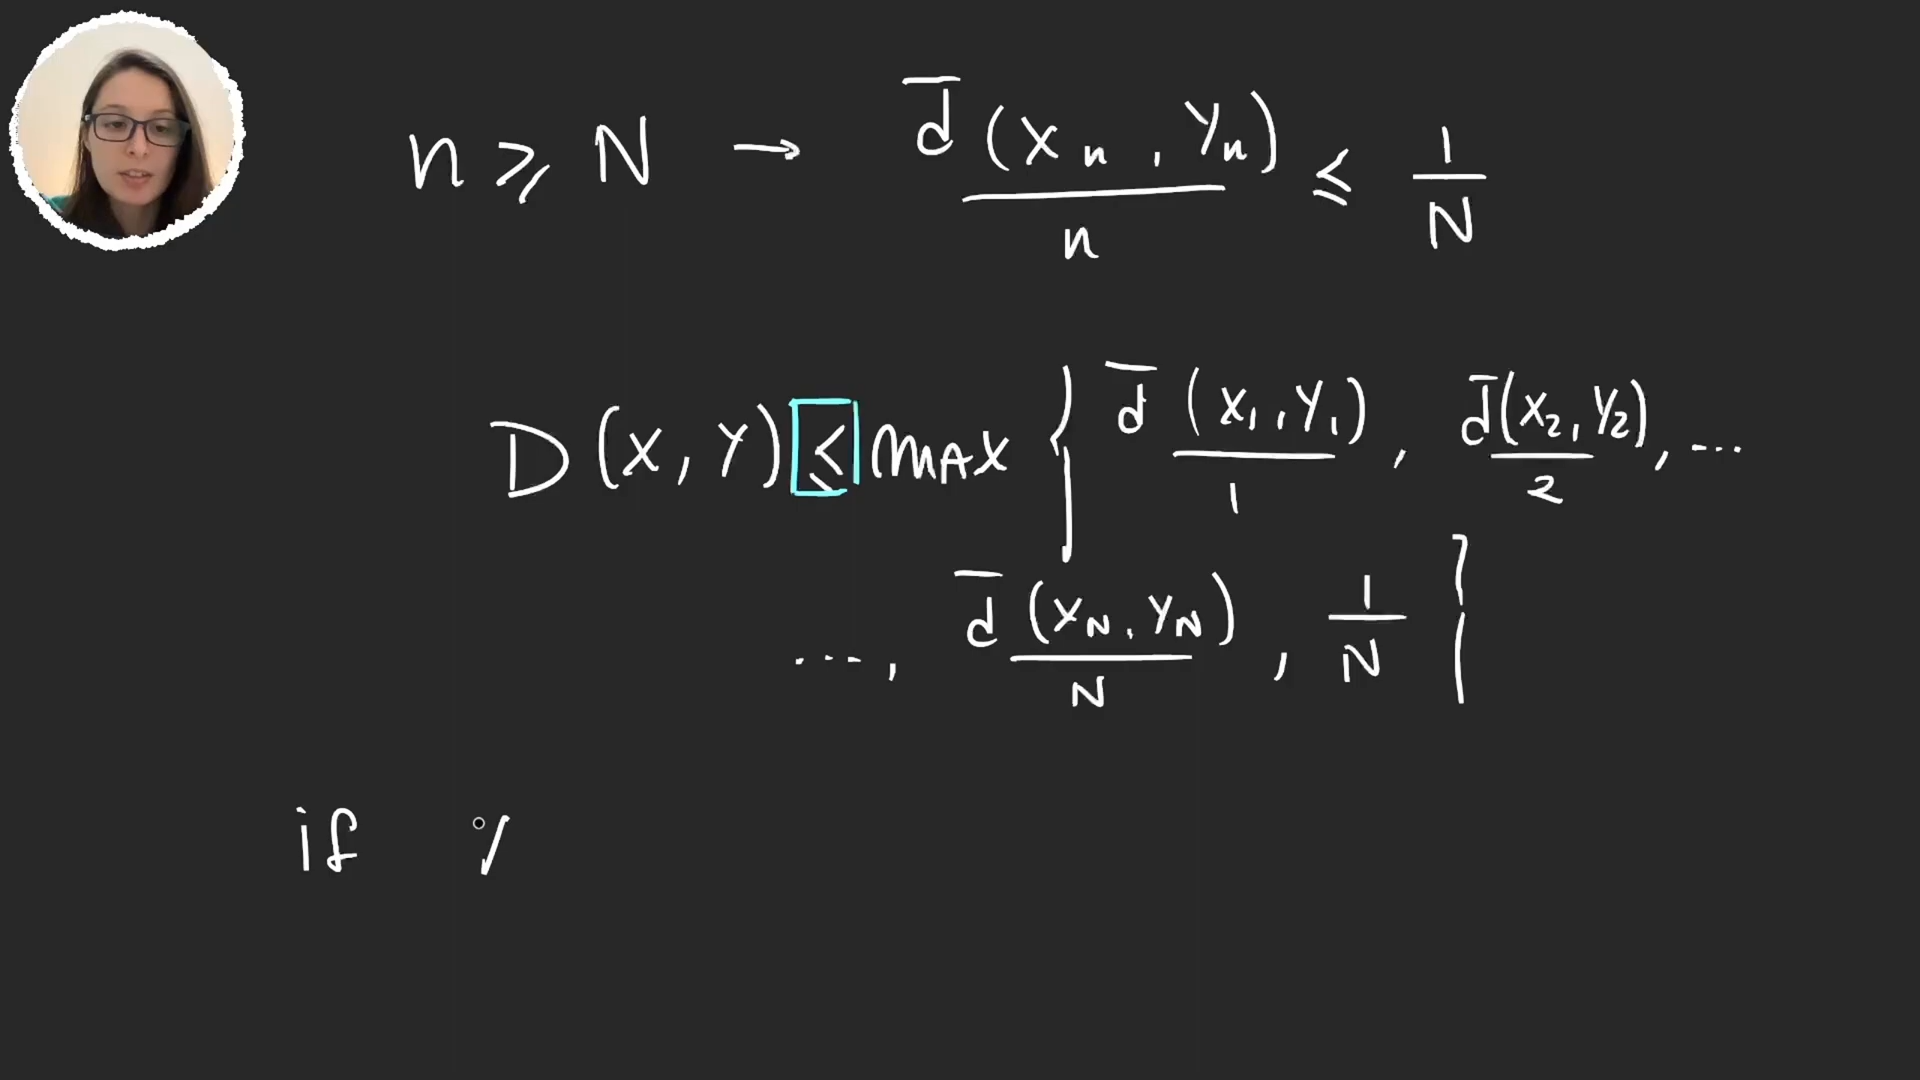 n ⩾ N → d̄(xₙ, yₙ)/n ⩽ 1/N
D(x, y) ⩽ max { d̄(x₁, y₁)/1, d̄(x₂, y₂)/2, ...
..., d̄(x_N, y_N)/N, 1/N }
if